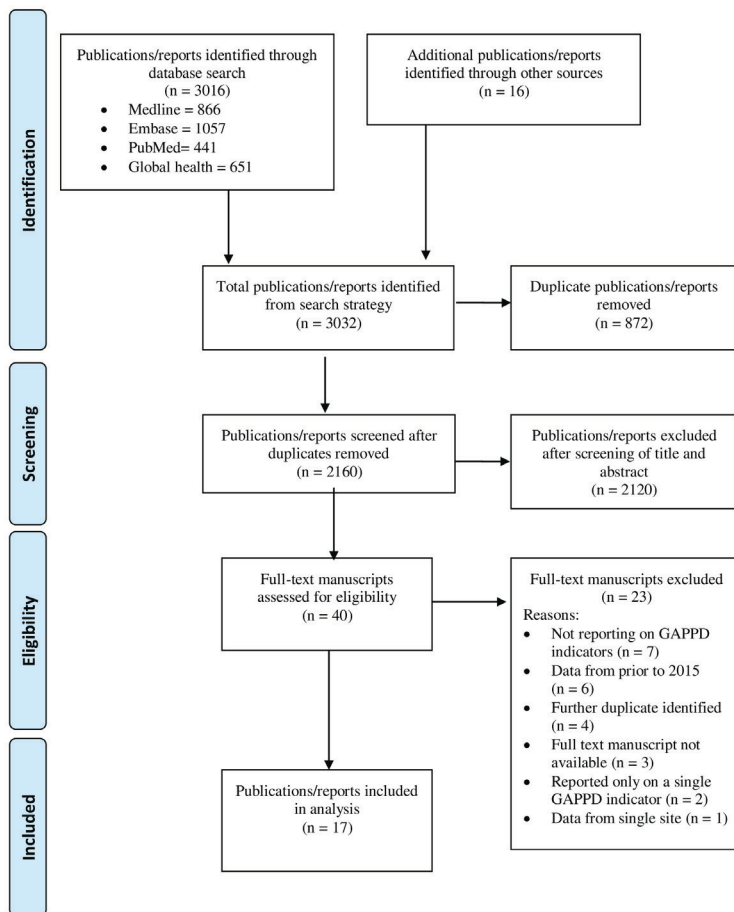 Identification
Publications/reports identified through
database search
(n = 3016)
• Medline = 866
• Embase = 1057
• PubMed= 441
• Global health = 651
Additional publications/reports
identified through other sources
(n = 16)
Total publications/reports identified
from search strategy
(n = 3032)
Duplicate publications/reports
removed
(n = 872)
Screening
Publications/reports screened after
duplicates removed
(n = 2160)
Publications/reports excluded
after screening of title and
abstract
(n = 2120)
Eligibility
Full-text manuscripts
assessed for eligibility
(n = 40)
Full-text manuscripts excluded
(n = 23)
Reasons:
• Not reporting on GAPPD
indicators (n = 7)
• Data from prior to 2015
(n = 6)
• Further duplicate identified
(n = 4)
• Full text manuscript not
available (n = 3)
• Reported only on a single
GAPPD indicator (n = 2)
• Data from single site (n = 1)
Included
Publications/reports included
in analysis
(n = 17)